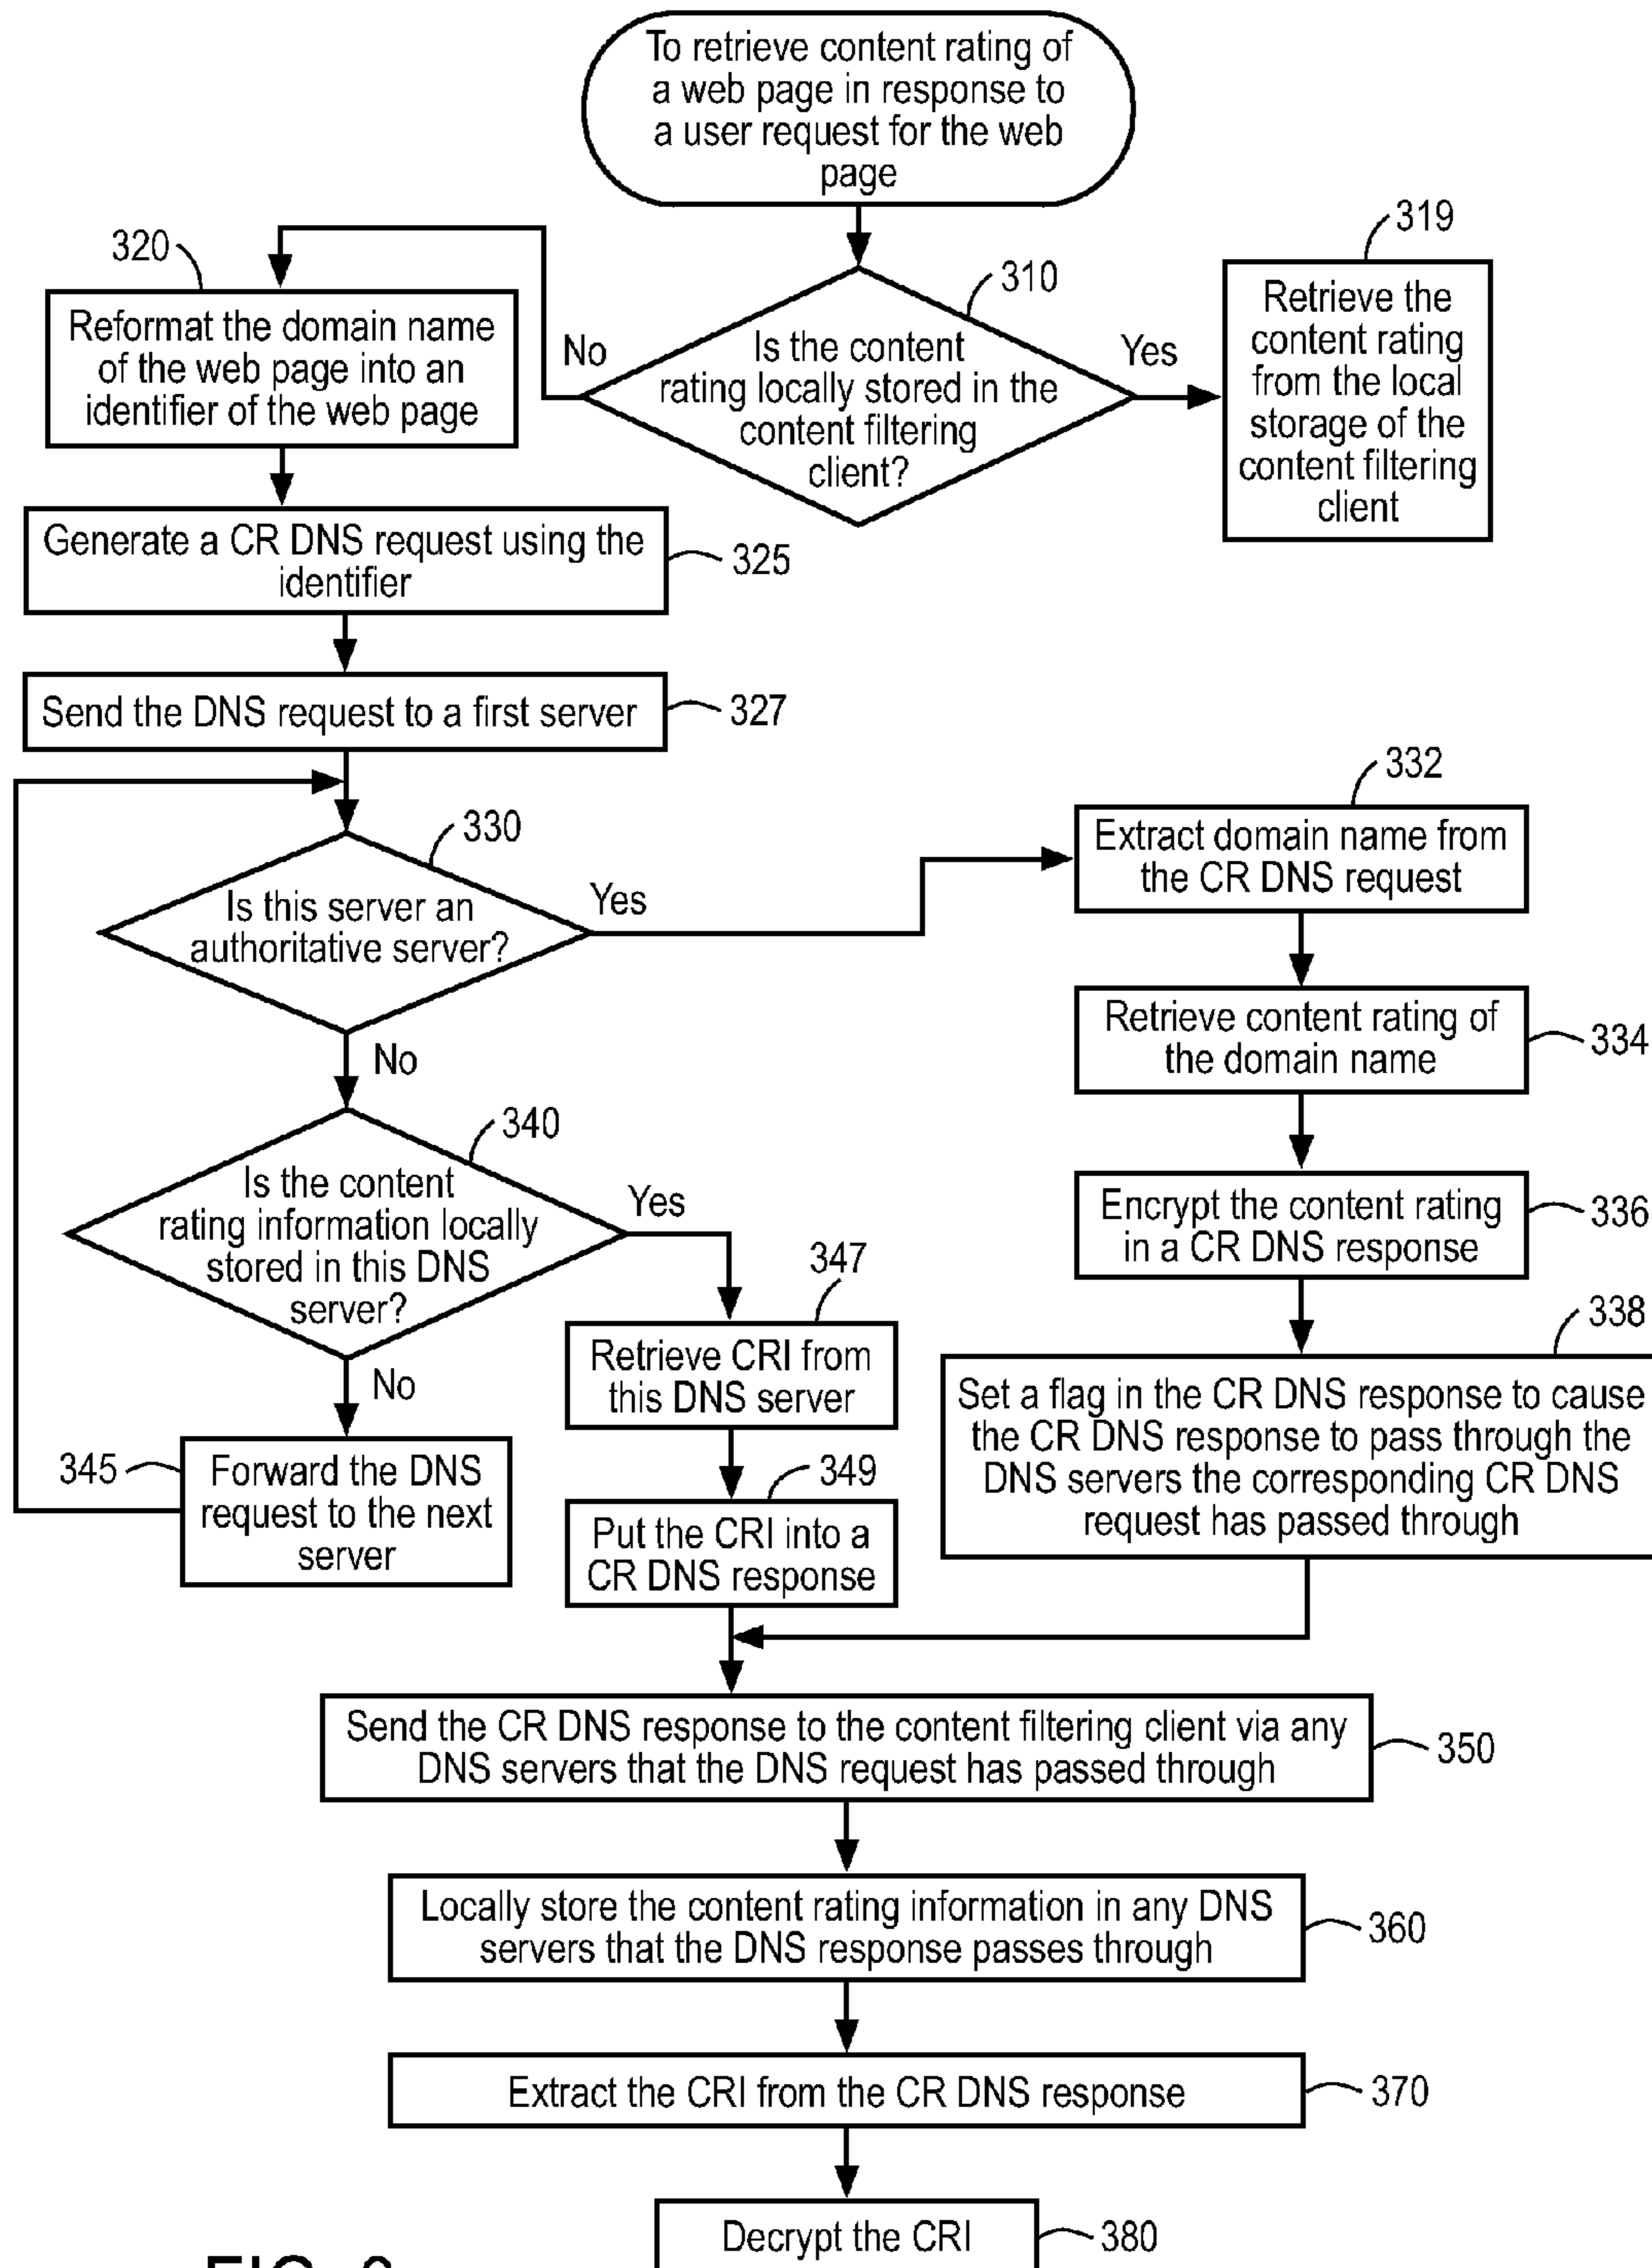 To retrieve content rating of
a web page in response to
a user request for the web
page
319
320
310
Retrieve the
content rating
from the local
storage of the
content filtering
client
Reformat the domain name
of the web page into an
identifier of the web page
No
Is the content
rating locally stored in the
content filtering
client?
Yes
Generate a CR DNS request using the
identifier
325
Send the DNS request to a first server
327
332
Extract domain name from
the CR DNS request
330
Is this server an
authoritative server?
Yes
No
Retrieve content rating of
the domain name
334
340
Is the content
rating information locally
stored in this DNS
server?
Yes
Encrypt the content rating
in a CR DNS response
336
347
Retrieve CRI from
this DNS server
338
Set a flag in the CR DNS response to cause
the CR DNS response to pass through the
DNS servers the corresponding CR DNS
request has passed through
No
345
Forward the DNS
request to the next
server
349
Put the CRI into a
CR DNS response
Send the CR DNS response to the content filtering client via any
DNS servers that the DNS request has passed through
350
Locally store the content rating information in any DNS
servers that the DNS response passes through
360
Extract the CRI from the CR DNS response
370
Decrypt the CRI
380